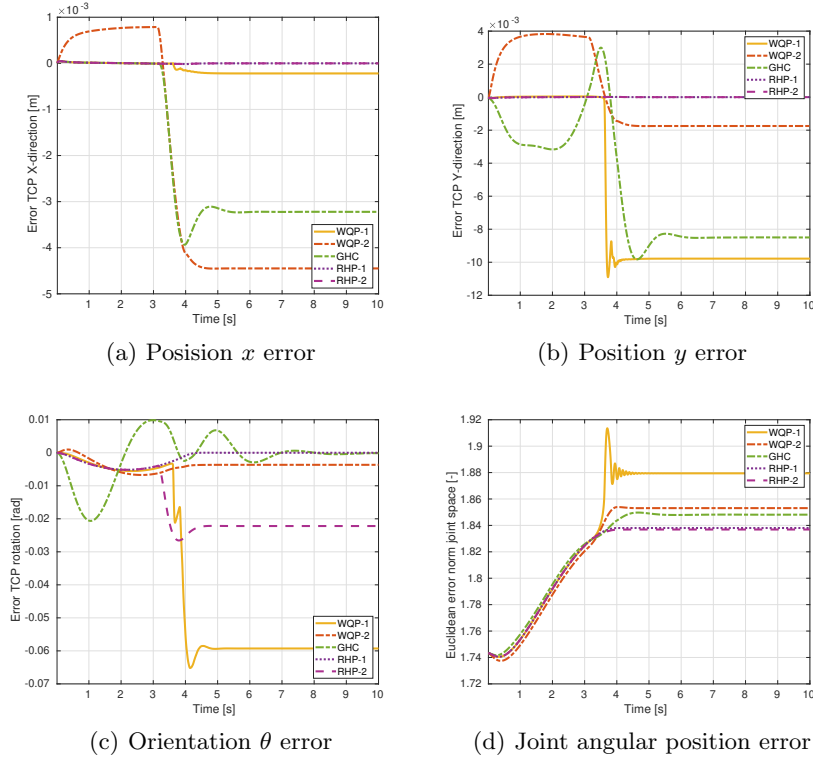 ×10⁻³
1
0
-1
-2
-3
-4
-5
Error TCP X-direction [m]
1 2 3 4 5 6 7 8 9 10
Time [s]
WQP-1
WQP-2
GHC
RHP-1
RHP-2
(a) Posision x error
×10⁻³
4
2
0
-2
-4
-6
-8
-10
-12
Error TCP Y-direction [m]
1 2 3 4 5 6 7 8 9 10
Time [s]
WQP-1
WQP-2
GHC
RHP-1
RHP-2
(b) Position y error
0.01
0
-0.01
-0.02
-0.03
-0.04
-0.05
-0.06
-0.07
Error TCP rotation [rad]
1 2 3 4 5 6 7 8 9 10
Time [s]
WQP-1
WQP-2
GHC
RHP-1
RHP-2
(c) Orientation θ error
1.92
1.9
1.88
1.86
1.84
1.82
1.8
1.78
1.76
1.74
1.72
Euclidean error norm joint space [-]
1 2 3 4 5 6 7 8 9 10
Time [s]
WQP-1
WQP-2
GHC
RHP-1
RHP-2
(d) Joint angular position error